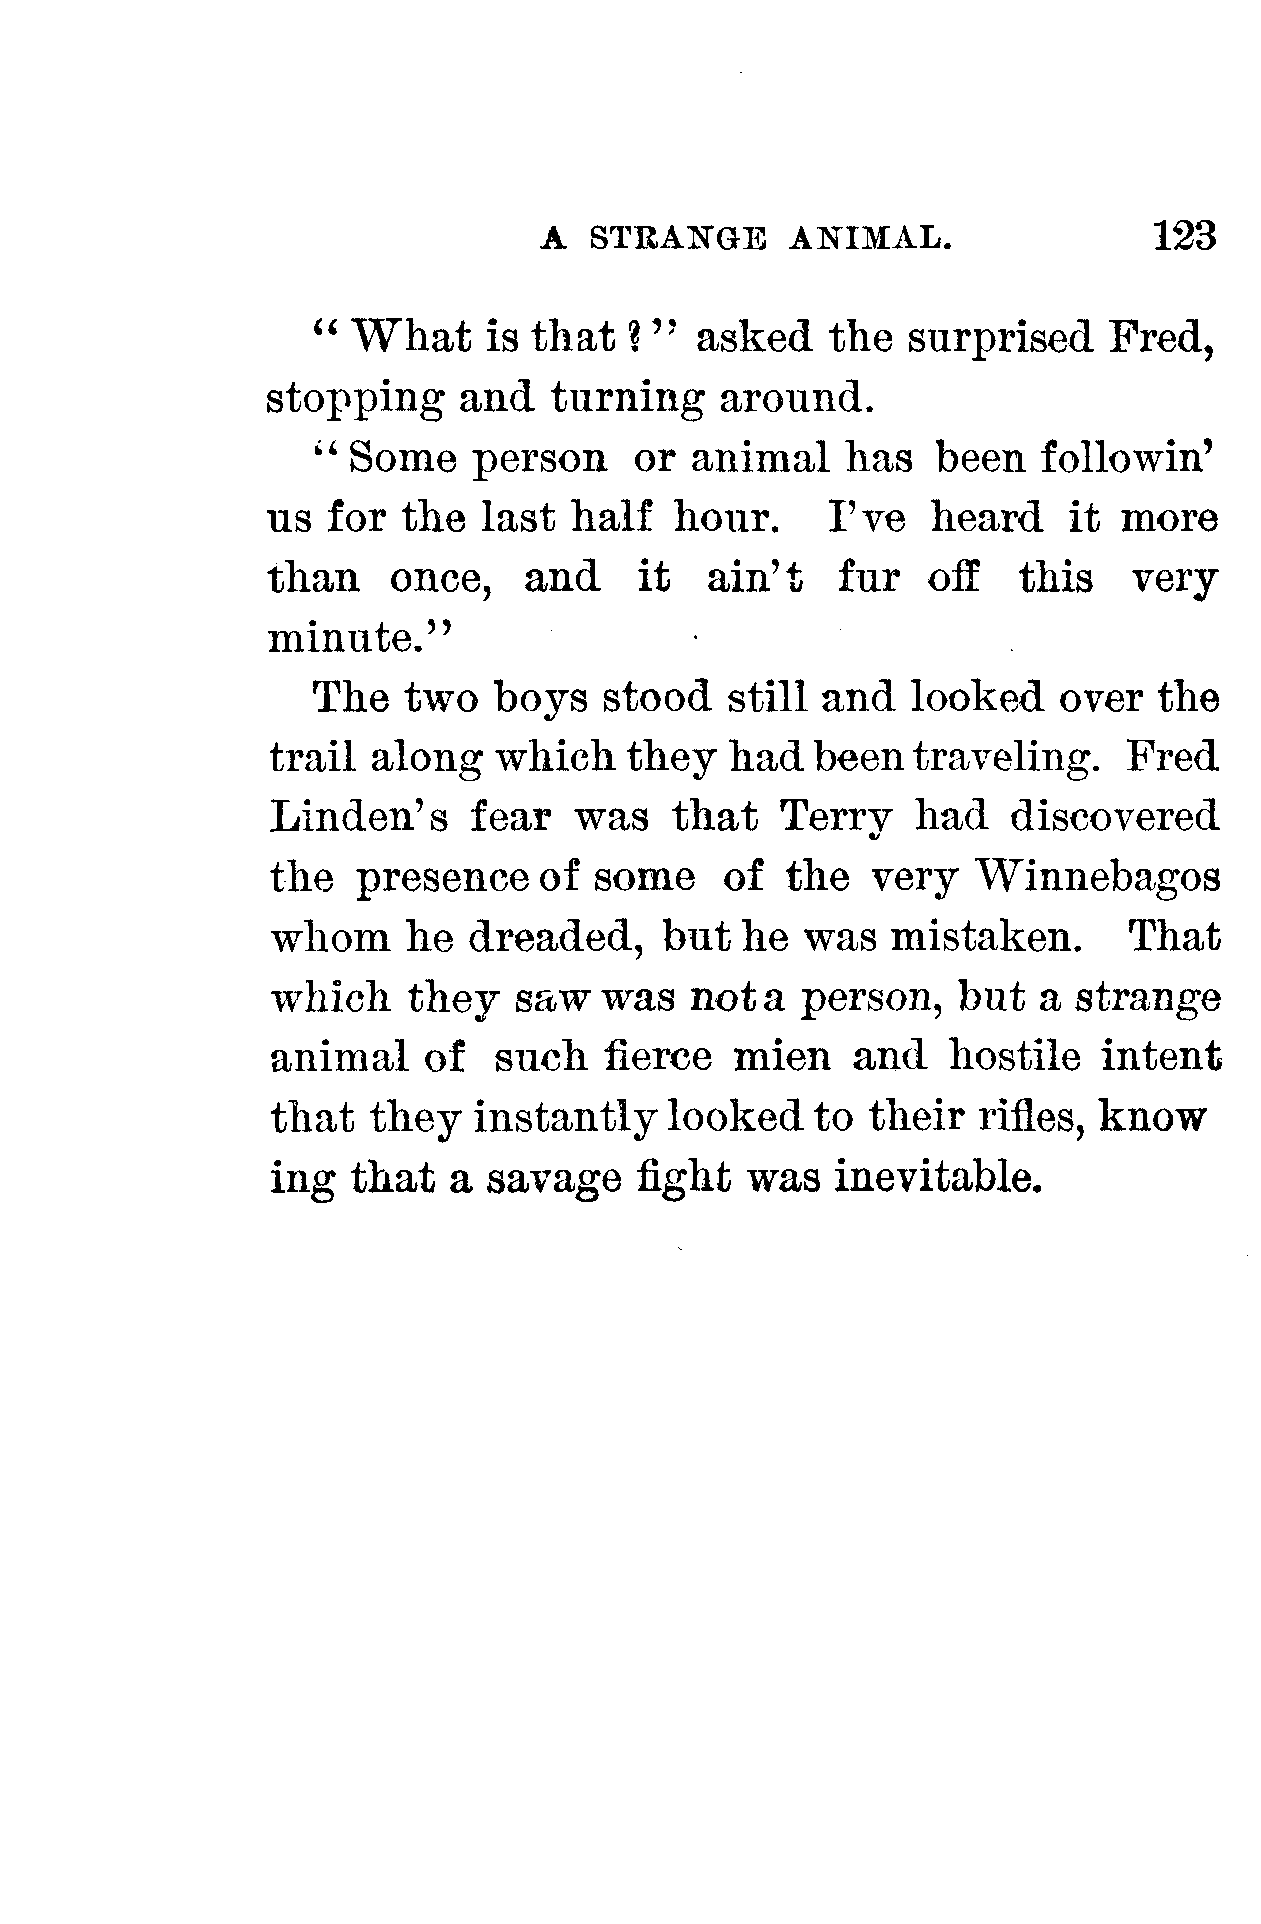 A STRANGE ANIMAL. 123
“ What is that ? ” asked the surprised Fred,
stopping and turning around.
“ Some person or animal has been followin’
us for the last half hour. I’ve heard it more
than once, and it ain’t fur off this very
minute.”
The two boys stood still and looked over the
trail along which they had been traveling. Fred
Linden’s fear was that Terry had discovered
the presence of some of the very Winnebagos
whom he dreaded, but he was mistaken. That
which they saw was not a person, but a strange
animal of such fierce mien and hostile intent
that they instantly looked to their rifles, know
ing that a savage fight was inevitable.